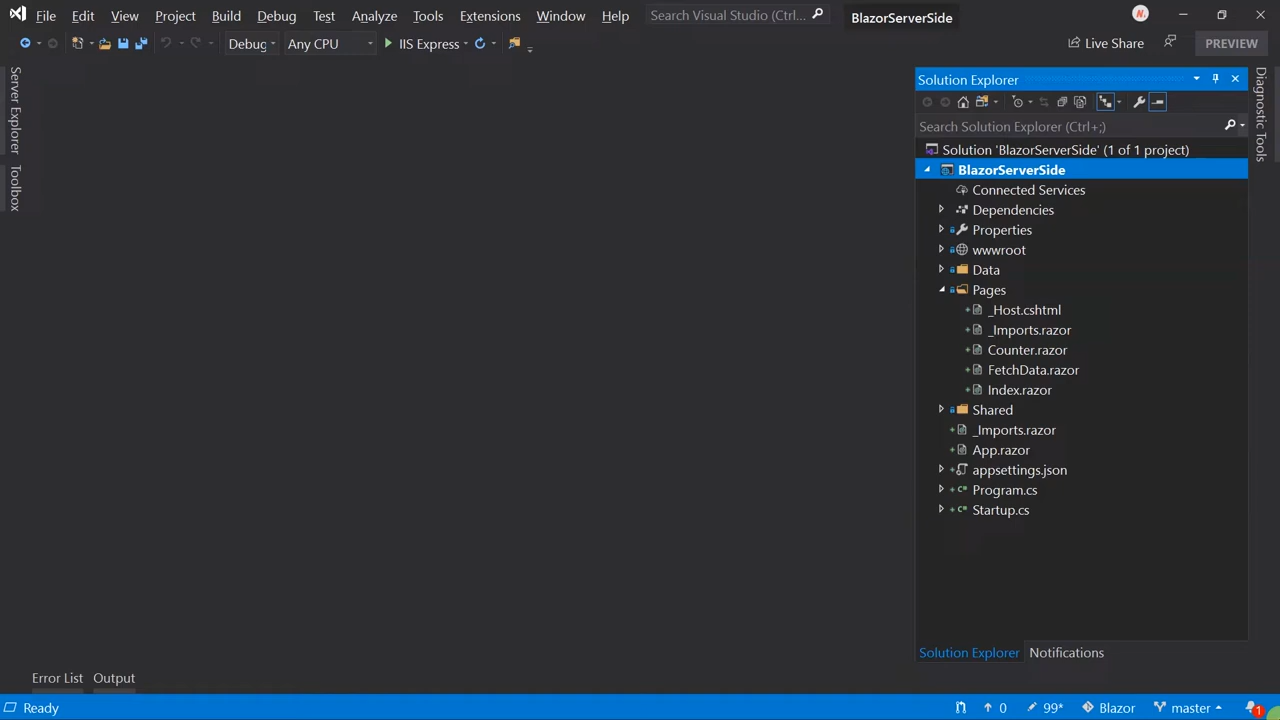 File Edit View Project Build Debug Test Analyze Tools Extensions Window Help Search Visual Studio (Ctrl+... BlazorServerSide
Debug Any CPU IIS Express Live Share PREVIEW
Server Explorer
Toolbox
Solution Explorer
Search Solution Explorer (Ctrl+;)
Solution 'BlazorServerSide' (1 of 1 project)
BlazorServerSide
Connected Services
Dependencies
Properties
wwwroot
Data
Pages
_Host.cshtml
_Imports.razor
Counter.razor
FetchData.razor
Index.razor
Shared
_Imports.razor
App.razor
appsettings.json
Program.cs
Startup.cs
Solution Explorer Notifications
Diagnostic Tools
Error List Output
Ready 0 99* Blazor master 1